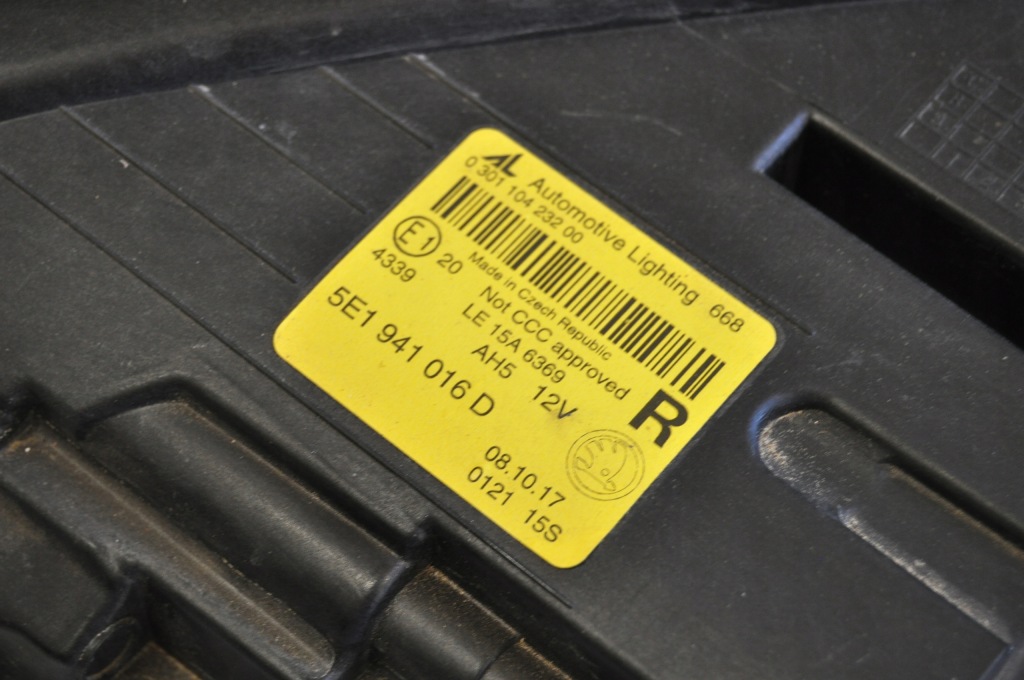 AL Automotive Lighting 668
0 301 104 232 00
E1 20
4339
Made in Czech Republic
Not CCC approved
LE 15A 6369
AH5 12V
R
5E1 941 016 D
08.10.17
0121 15S